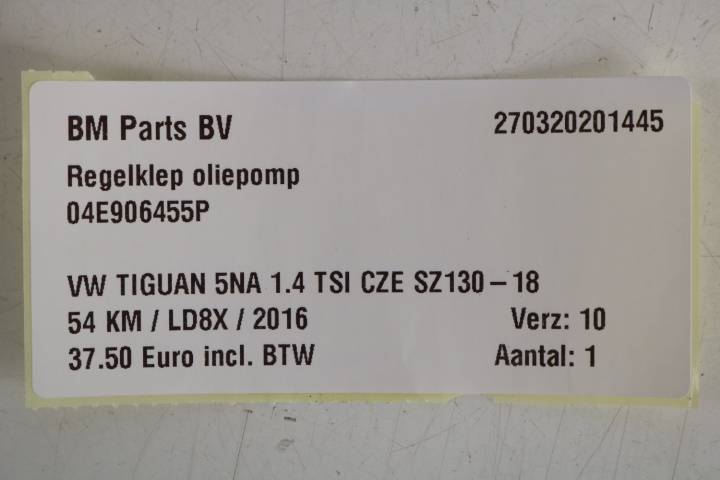 BM Parts BV 270320201445
Regelklep oliepomp
04E906455P
VW TIGUAN 5NA 1.4 TSI CZE SZ130-18
54 KM / LD8X / 2016 Verz: 10
37.50 Euro incl. BTW Aantal: 1